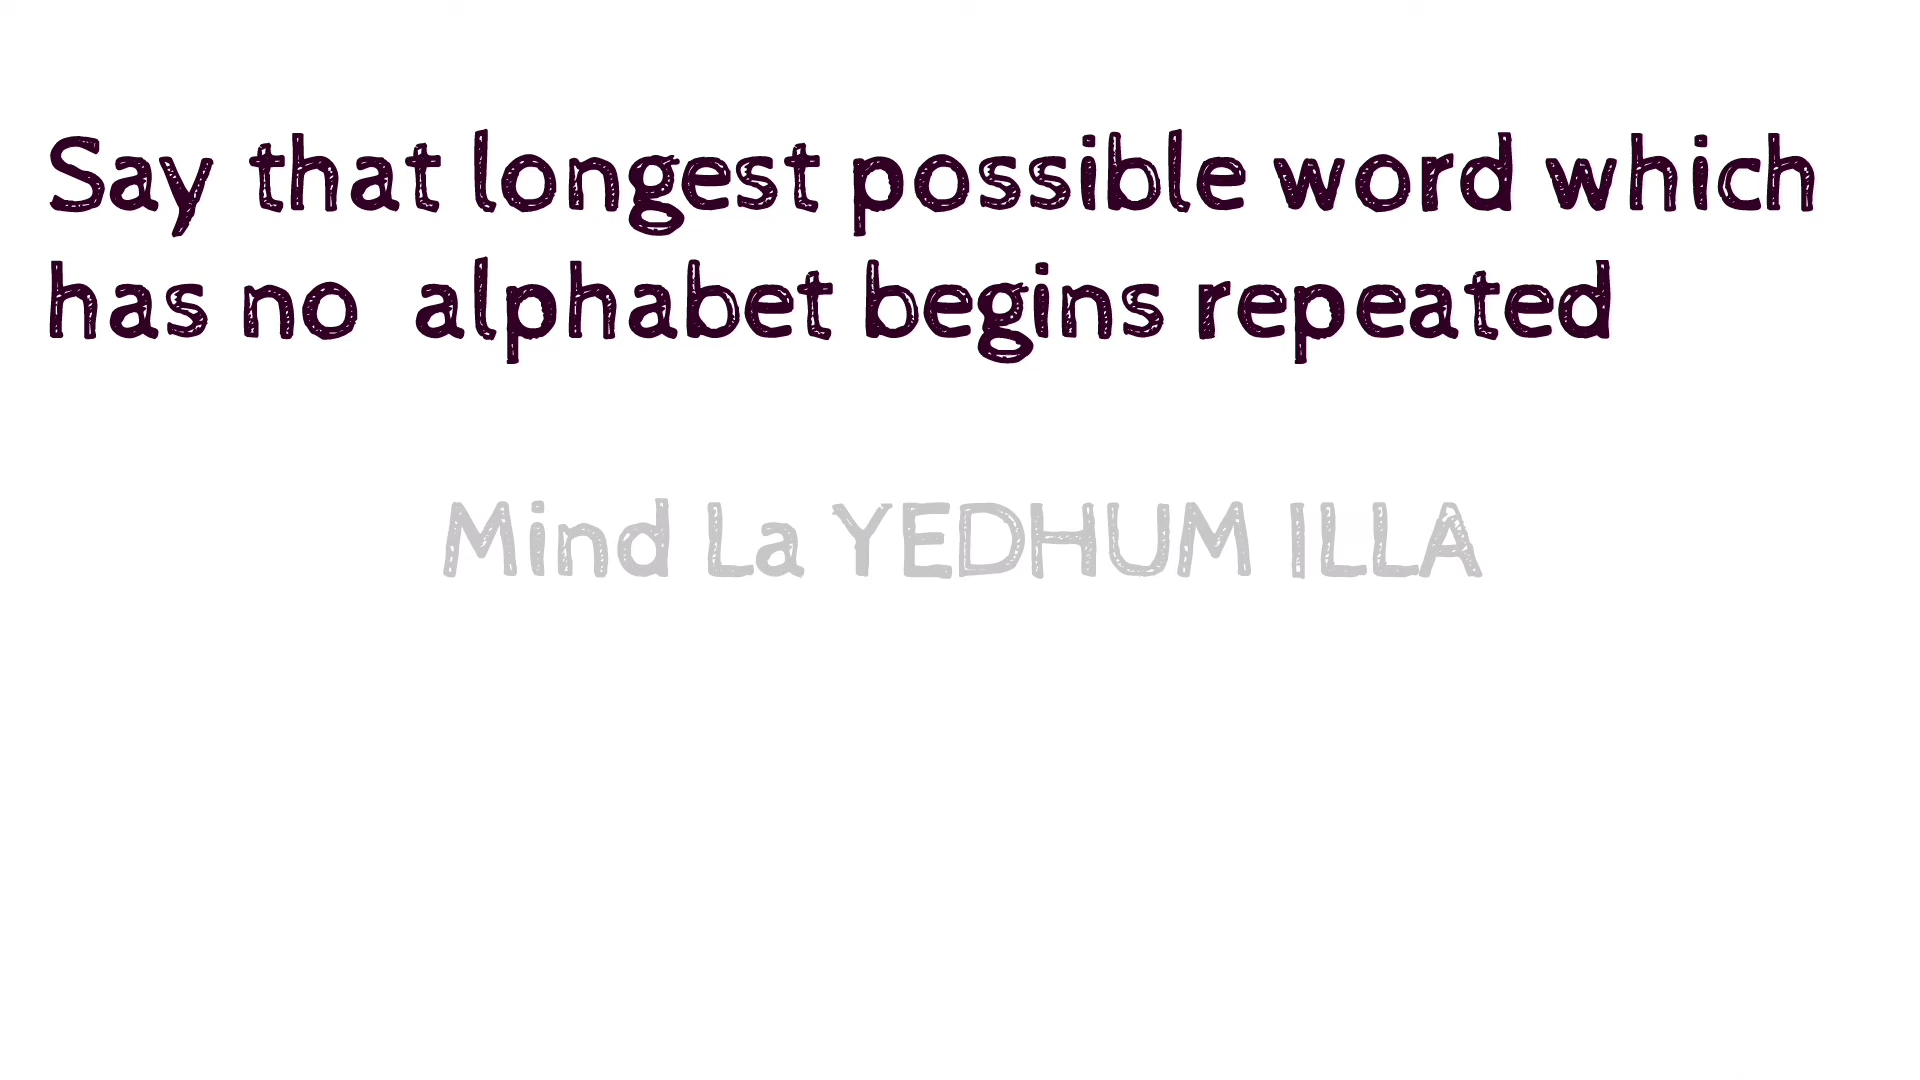 Say that longest possible word which
has no alphabet begins repeated
Mind La YEDHUM ILLA